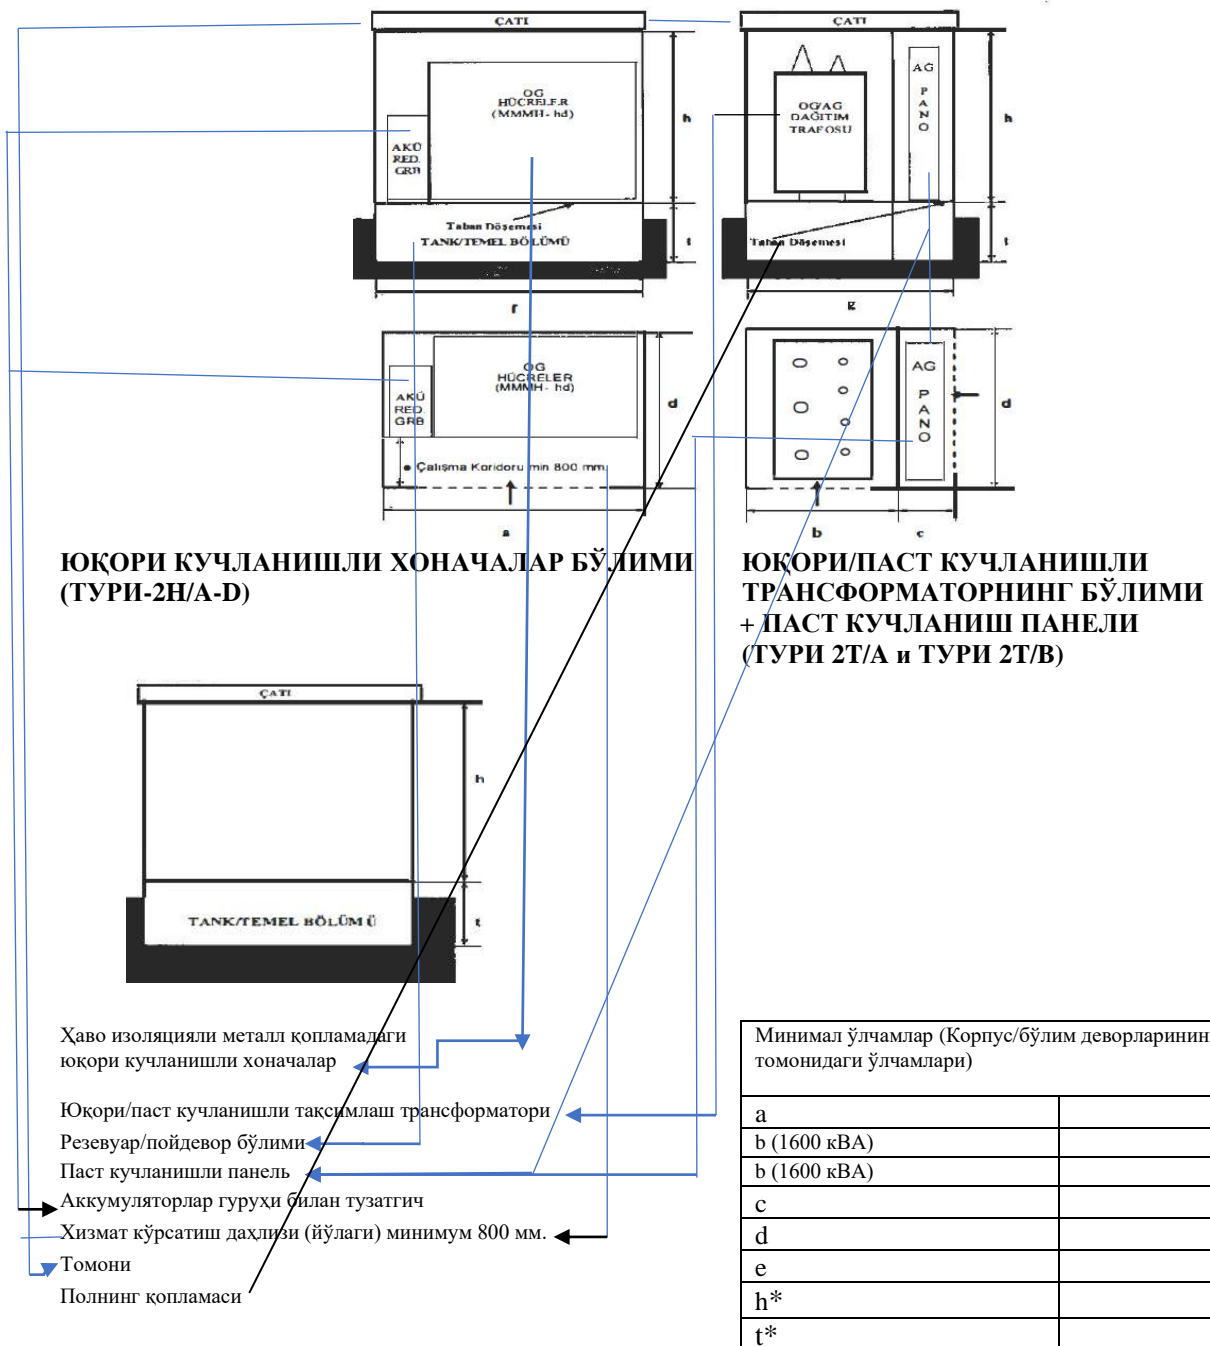 ÇATI
OG
HÜCRELER
(MMMH- hd)
AKÜ
RED.
GRB
h
Taban Döşemesi
TANK/TEMEL BÖLÜMÜ
t
f
ÇATI
OG/AG
DAĞITIM
TRAFOSU
AG
P
A
N
O
h
Taban Döşemesi
t
g
OG
HÜCRELER
(MMMH- hd)
AKÜ
RED.
GRB
d
Çalışma Koridoru min 800 mm.
a
AG
P
A
N
O
d
b
c
ЮҚОРИ КУЧЛАНИШЛИ ХОНАЧАЛАР БЎЛИМИ
(ТУРИ-2H/A-D)
ЮҚОРИ/ПАСТ КУЧЛАНИШЛИ
ТРАНСФОРМАТОРНИНГ БЎЛИМИ
+ ПАСТ КУЧЛАНИШ ПАНЕЛИ
(ТУРИ 2Т/А и ТУРИ 2Т/В)
ÇATI
h
TANK/TEMEL BÖLÜMÜ
t
Ҳаво изоляцияли металл қопламадаги
юқори кучланишли хоначалар
Юқори/паст кучланишли тақсимлаш трансформатори
Резевуар/пойдевор бўлими
Паст кучланишли панель
Аккумуляторлар гуруҳи билан тузатгич
Хизмат кўрсатиш даҳлизи (йўлаги) минимум 800 мм.
Томони
Полнинг қопламаси
Минимал ўлчамлар (Корпус/бўлим деворларинин
томонидаги ўлчамлари)
a
b (1600 кВА)
b (1600 кВА)
c
d
e
h*
t*